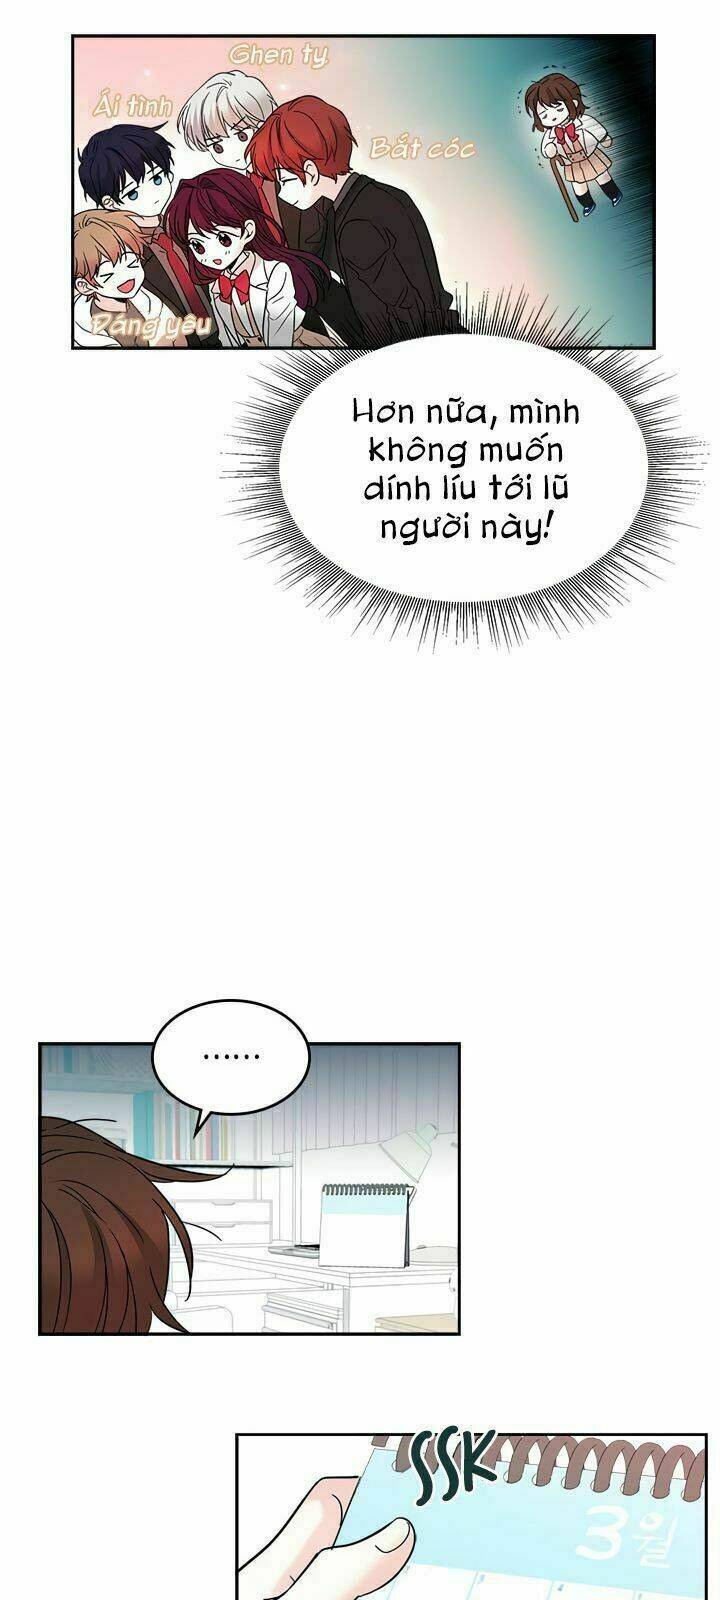 Ghen tỵ
Ái tình
Bắt cóc
Đáng yêu
Hơn nữa, mình
không muốn
dính líu tới lũ
người này!
......
SSK
3월